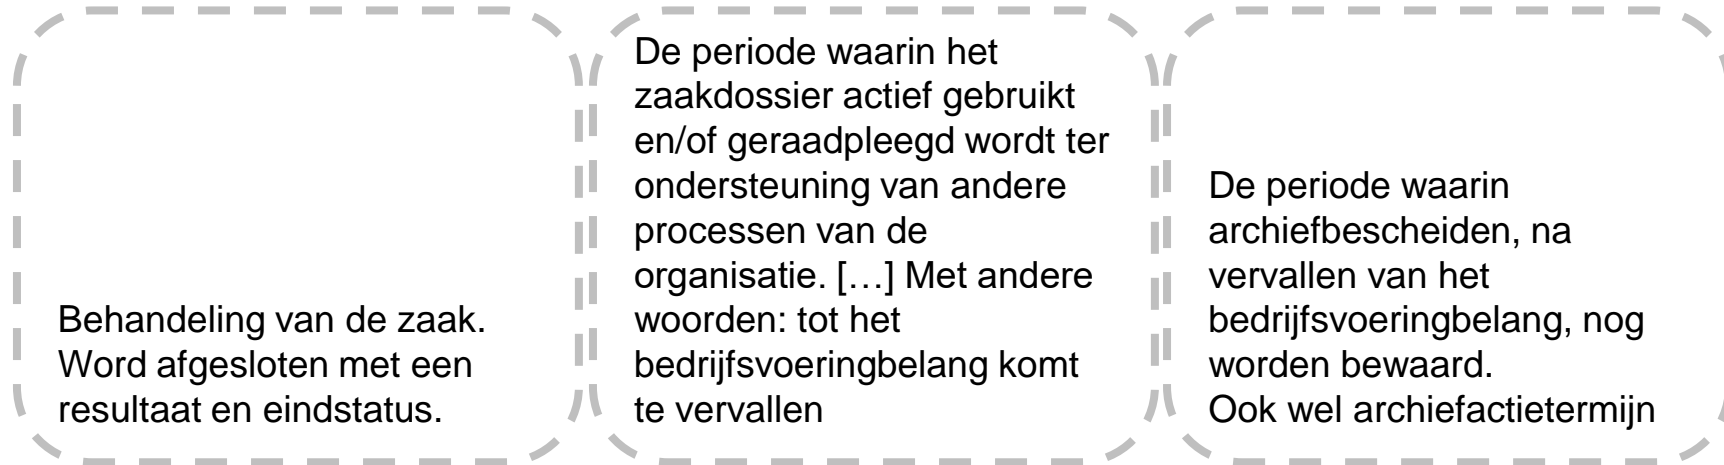 Behandeling van de zaak.
Word afgesloten met een
resultaat en eindstatus.
De periode waarin het
zaakdossier actief gebruikt
en/of geraadpleegd wordt ter
ondersteuning van andere
processen van de
organisatie. […] Met andere
woorden: tot het
bedrijfsvoeringbelang komt
te vervallen
De periode waarin
archiefbescheiden, na
vervallen van het
bedrijfsvoeringbelang, nog
worden bewaard.
Ook wel archiefactietermijn